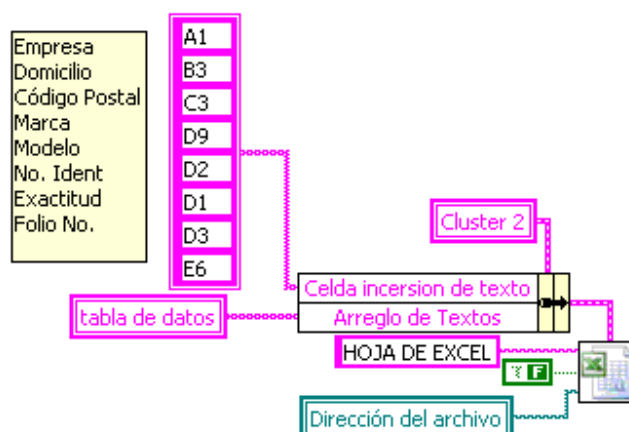 Empresa
Domicilio
Código Postal
Marca
Modelo
No. Ident
Exactitud
Folio No.
A1
B3
C3
D9
D2
D1
D3
E6
Cluster 2
Celda incersion de texto
tabla de datos
Arreglo de Textos
HOJA DE EXCEL
F
Dirección del archivo